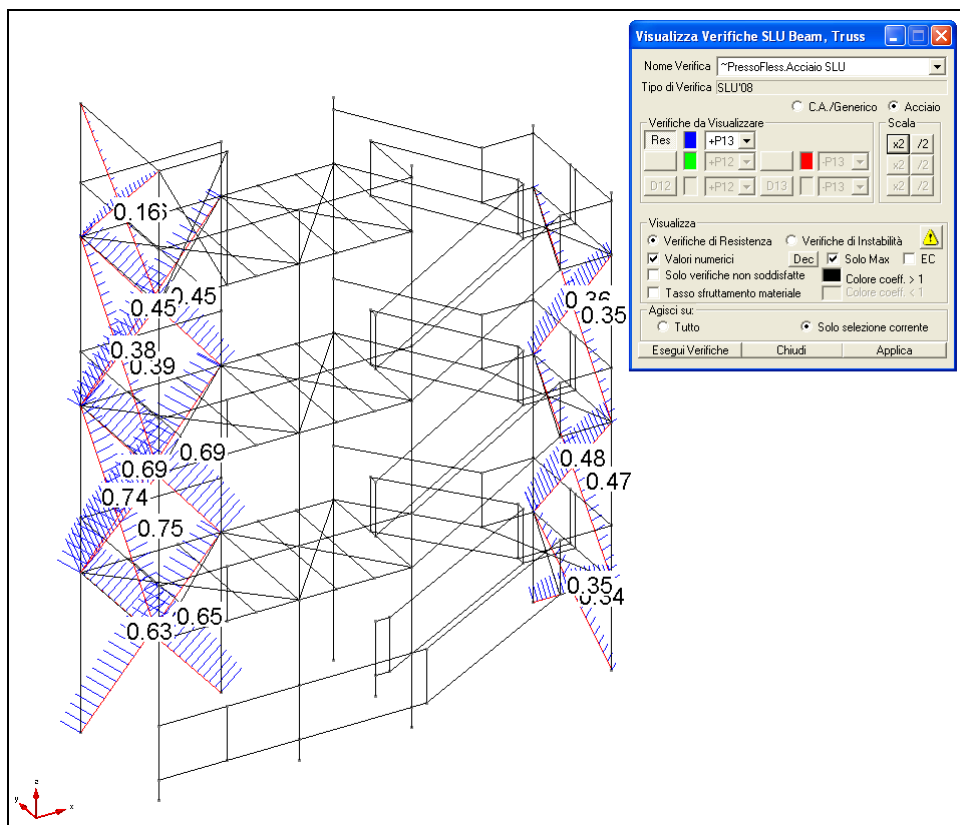 Visualizza Verifiche SLU Beam, Truss
Nome Verifica ~PressoFless.Acciaio SLU
Tipo di Verifica SLU'08
C.A./Generico Acciaio
Verifiche da Visualizzare Scala
Res +P13 x2 /2
+P12 -P13 x2 /2
D12 +P12 D13 -P13 x2 /2
Visualizza
Verifiche di Resistenza Verifiche di Instabilità
Valori numerici Dec Solo Max EC
Solo verifiche non soddisfatte Colore coeff. > 1
Tasso sfruttamento materiale Colore coeff. < 1
Agisci su:
Tutto Solo selezione corrente
Esegui Verifiche Chiudi Applica
0.16
0.45
0.45
0.36
0.35
0.38
0.39
0.69
0.69
0.48
0.47
0.74
0.75
0.35
0.34
0.65
0.63
z
y
x